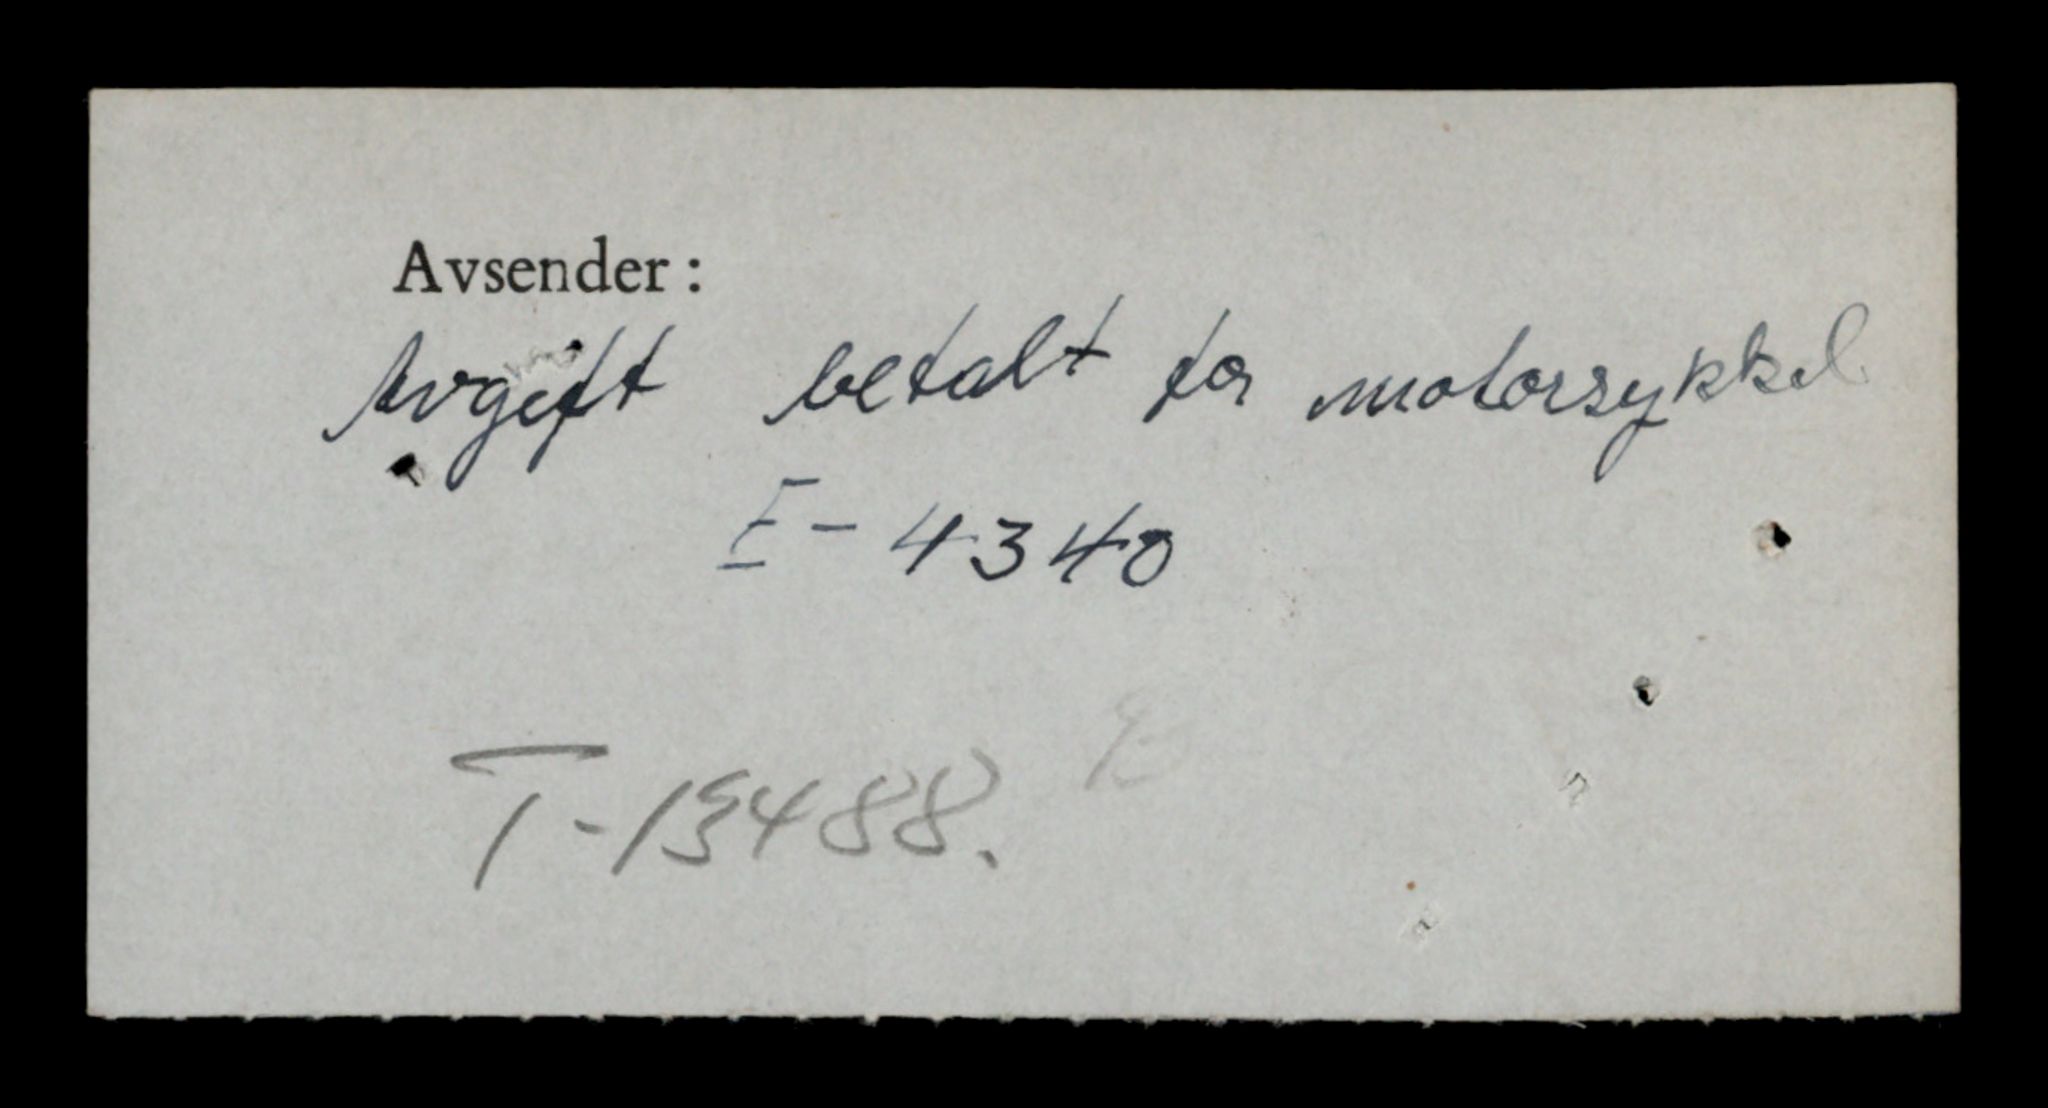 Avsender:
Avgift betalt for motorsykkel
E-4340
T-13488.